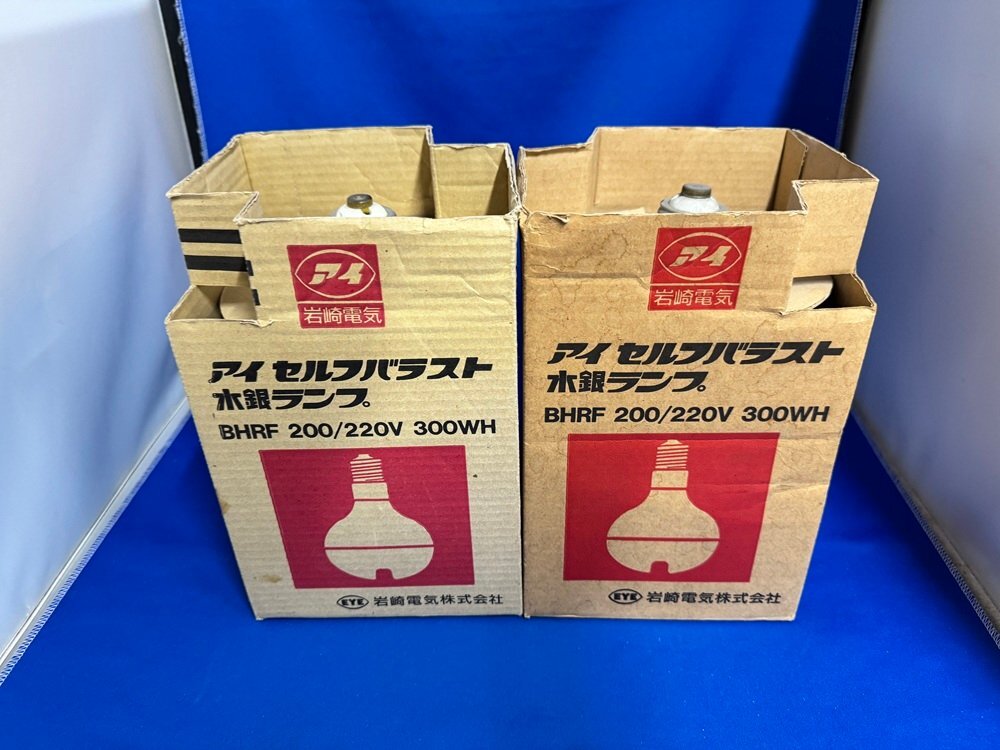 アイ
岩崎電気
アイ セルフバラスト
水銀ランプ
BHRF 200/220V 300WH
EYE 岩崎電気株式会社
アイ
岩崎電気
アイ セルフバラスト
水銀ランプ
BHRF 200/220V 300WH
EYE 岩崎電気株式会社